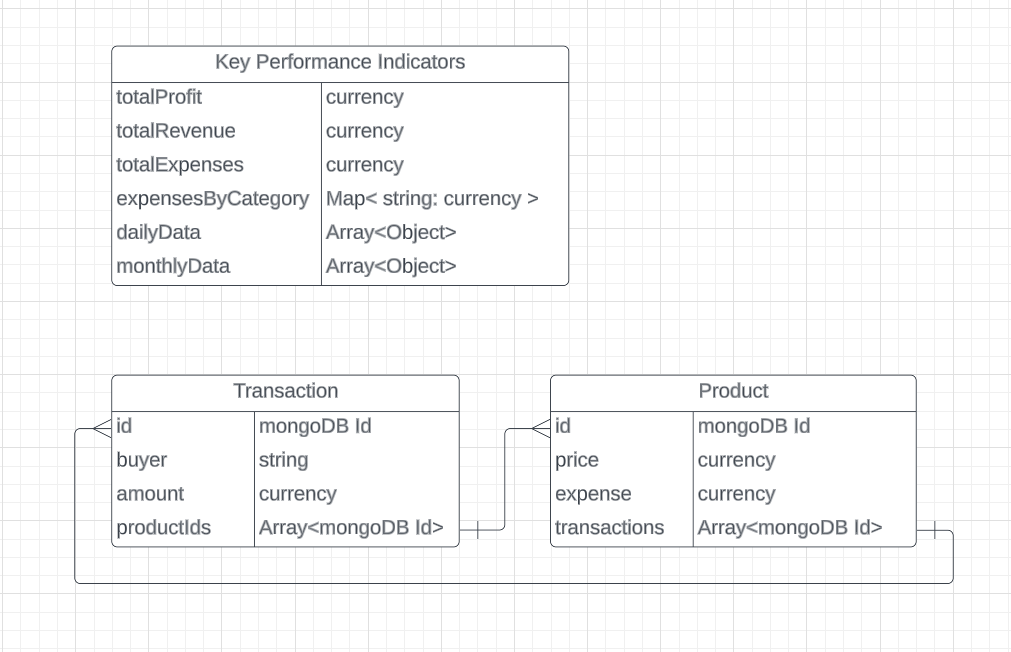 Key Performance Indicators
totalProfit currency
totalRevenue currency
totalExpenses currency
expensesByCategory Map< string: currency >
dailyData Array<Object>
monthlyData Array<Object>
Transaction
id mongoDB Id
buyer string
amount currency
productIds Array<mongoDB Id>
Product
id mongoDB Id
price currency
expense currency
transactions Array<mongoDB Id>